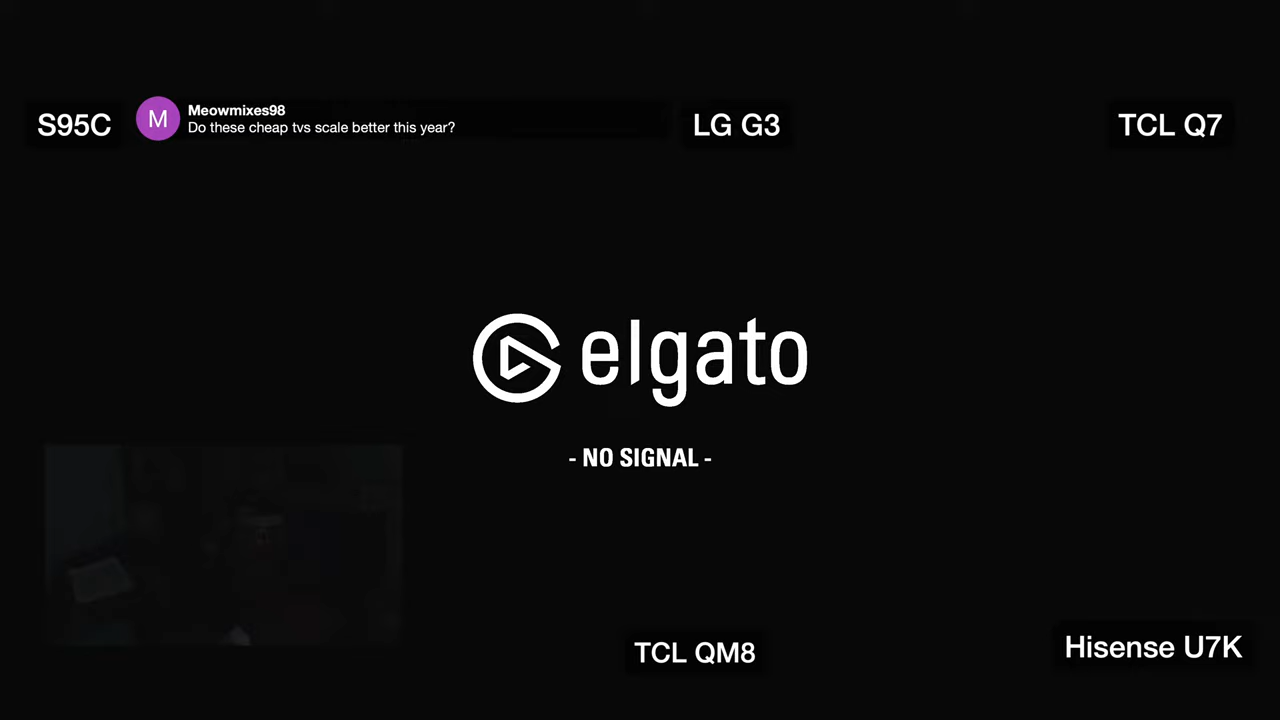 S95C
M
Meowmixes98
Do these cheap tvs scale better this year?
LG G3
TCL Q7
elgato
- NO SIGNAL -
TCL QM8
Hisense U7K